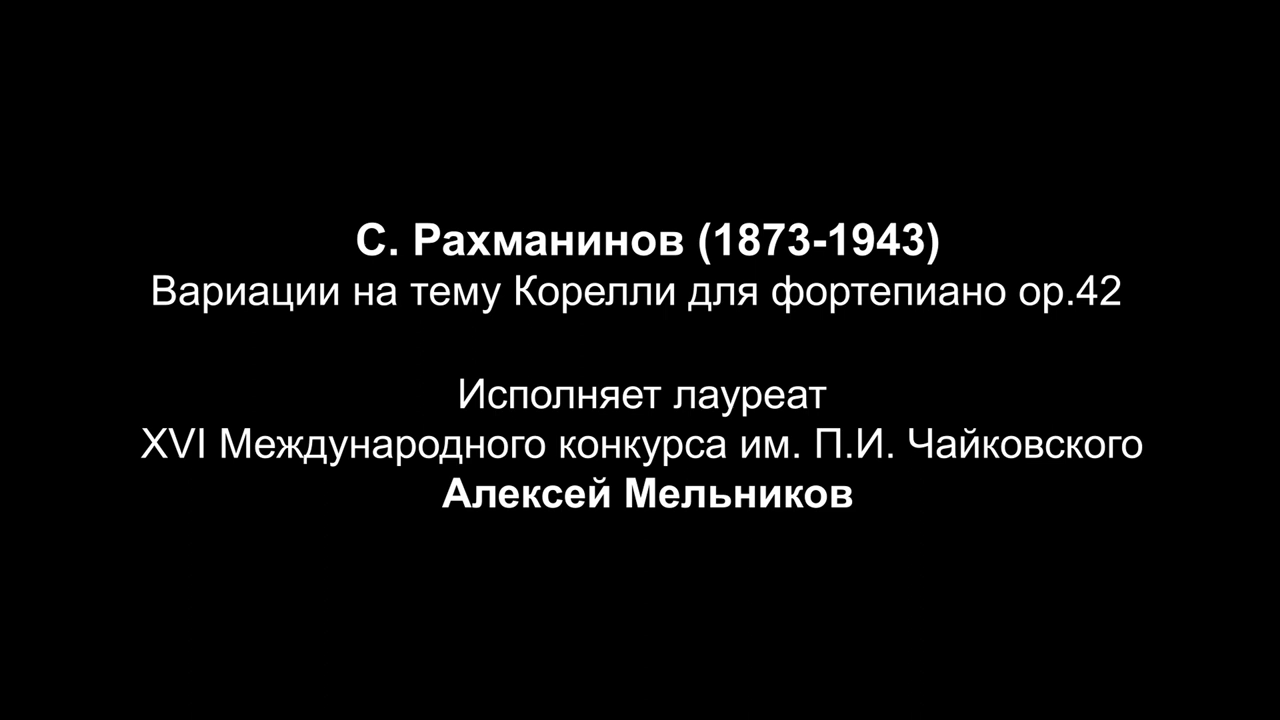 С. Рахманинов (1873-1943)
Вариации на тему Корелли для фортепиано ор.42
Исполняет лауреат
XVI Международного конкурса им. П.И. Чайковского
Алексей Мельников